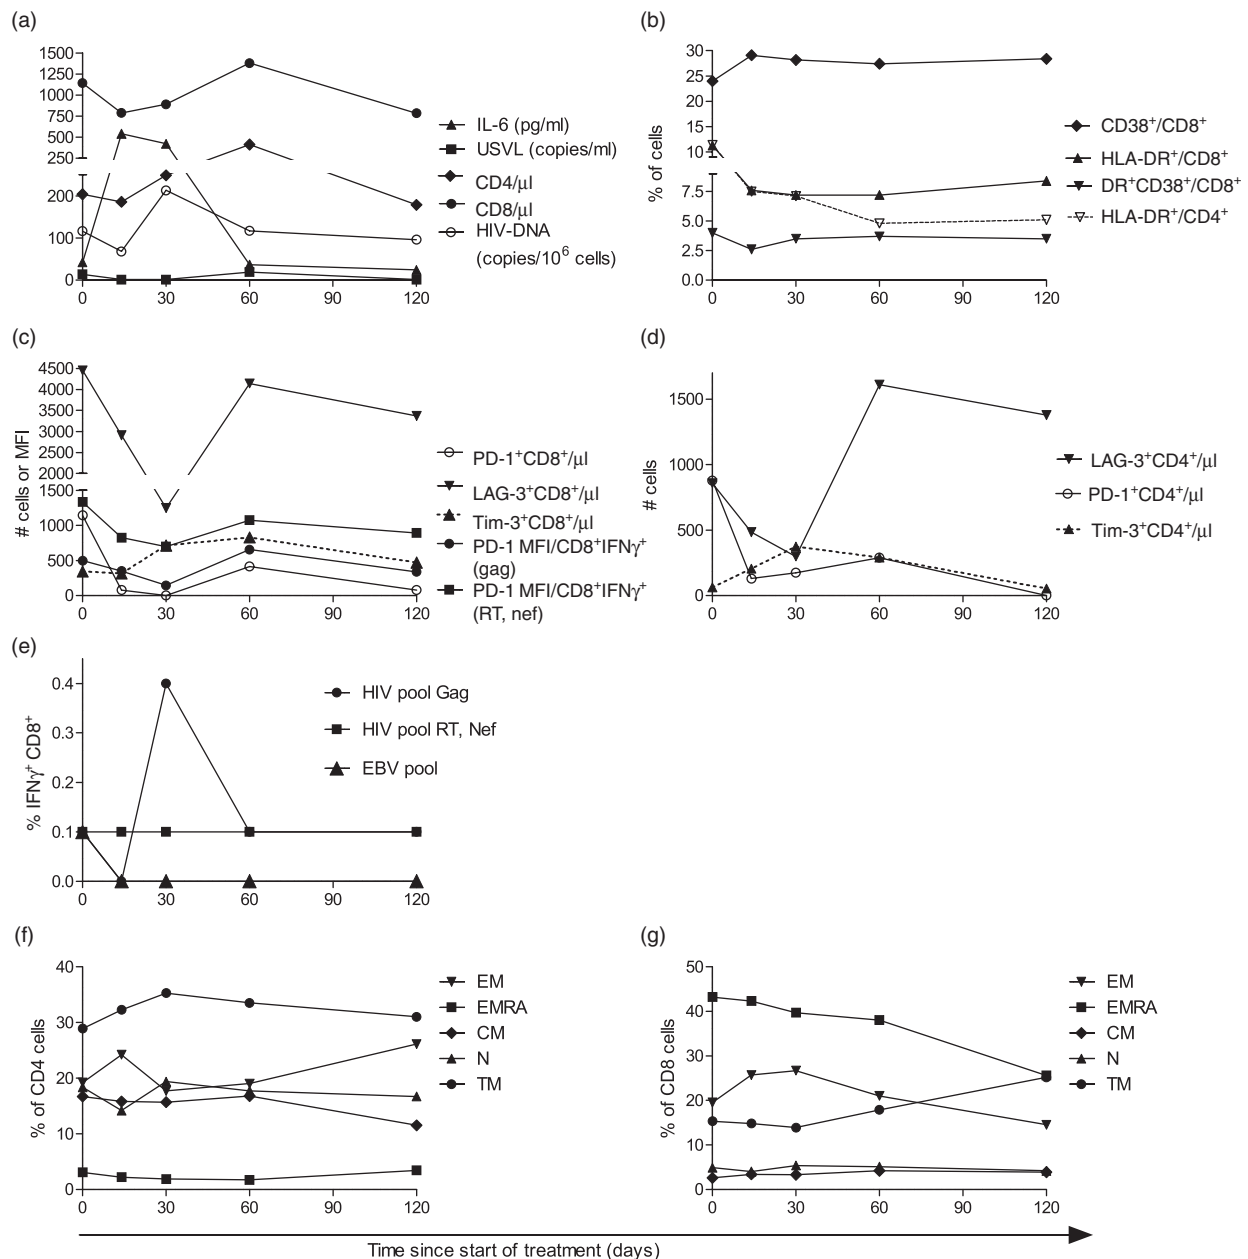 (a)
1500
1250
1000
750
500
250
200
100
0
0 30 60 90 120
IL-6 (pg/ml)
USVL (copies/ml)
CD4/μl
CD8/μl
HIV-DNA
(copies/10⁶ cells)
(b)
% of cells
30
25
20
15
10
7.5
5.0
2.5
0.0
0 30 60 90 120
CD38⁺/CD8⁺
HLA-DR⁺/CD8⁺
DR⁺CD38⁺/CD8⁺
HLA-DR⁺/CD4⁺
(c)
# cells or MFI
4500
4000
3500
3000
2500
2000
1500
1000
500
0
0 30 60 90 120
PD-1⁺CD8⁺/μl
LAG-3⁺CD8⁺/μl
Tim-3⁺CD8⁺/μl
PD-1 MFI/CD8⁺IFNγ⁺
(gag)
PD-1 MFI/CD8⁺IFNγ⁺
(RT, nef)
(d)
# cells
1500
1000
500
0
0 30 60 90 120
LAG-3⁺CD4⁺/μl
PD-1⁺CD4⁺/μl
Tim-3⁺CD4⁺/μl
(e)
% IFNγ⁺ CD8⁺
0.4
0.3
0.2
0.1
0.0
0 30 60 90 120
HIV pool Gag
HIV pool RT, Nef
EBV pool
(f)
% of CD4 cells
40
30
20
10
0
0 30 60 90 120
EM
EMRA
CM
N
TM
(g)
% of CD8 cells
50
40
30
20
10
0
0 30 60 90 120
EM
EMRA
CM
N
TM
Time since start of treatment (days)